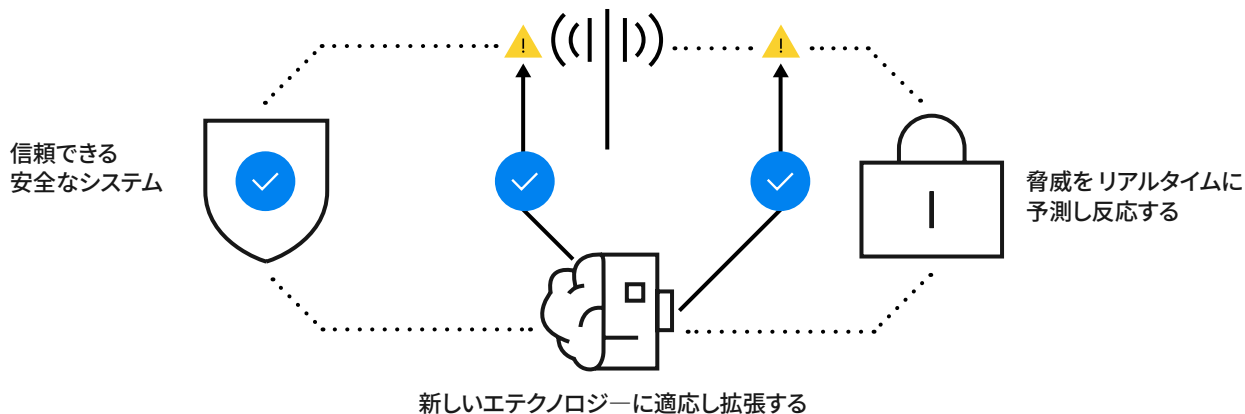 信頼できる
安全なシステム
脅威をリアルタイムに
予測し反応する
新しいエテクノロジーに適応し拡張する